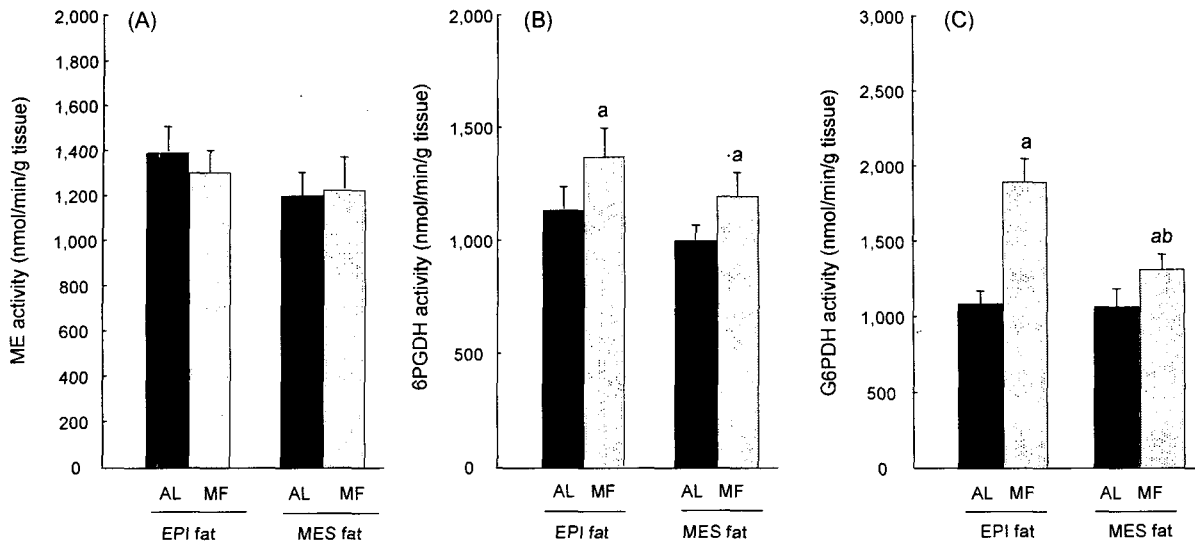 (A)
ME activity (nmol/min/g tissue)
2,000
1,800
1,600
1,400
1,200
1,000
800
600
400
200
0
AL MF AL MF
EPI fat MES fat
(B)
6PGDH activity (nmol/min/g tissue)
2,000
1,500
1,000
500
0
a
a
AL MF AL MF
EPI fat MES fat
(C)
G6PDH activity (nmol/min/g tissue)
3,000
2,500
2,000
1,500
1,000
500
0
a
ab
AL MF AL MF
EPI fat MES fat